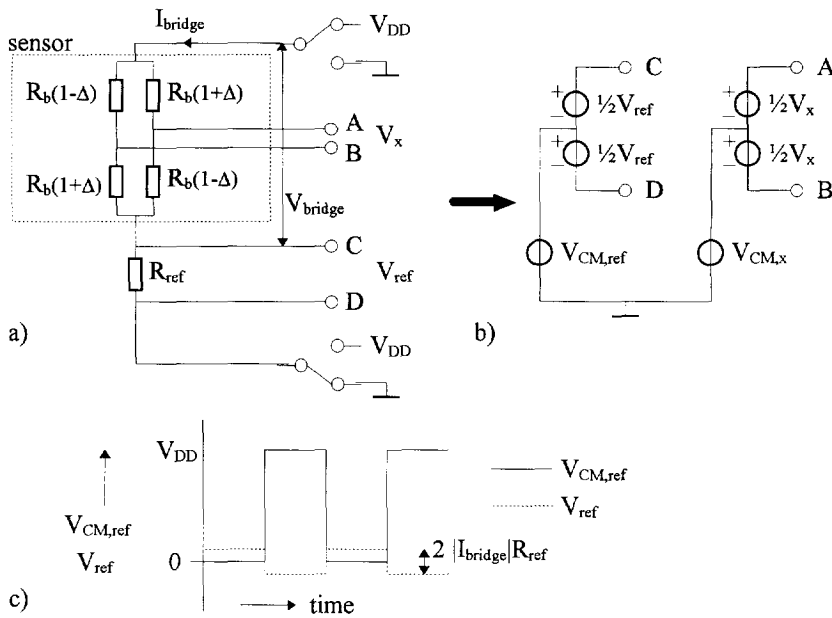 a)
I_bridge
V_DD
sensor
R_b(1-Δ)
R_b(1+Δ)
A
V_x
B
R_b(1+Δ)
R_b(1-Δ)
V_bridge
C
R_ref
V_ref
D
V_DD
b)
C
A
+
-
½V_ref
+
-
½V_x
+
-
½V_ref
+
-
½V_x
D
B
V_CM,ref
V_CM,x
c)
V_DD
V_CM,ref
V_ref
0
V_CM,ref
V_ref
2 |I_bridge|R_ref
time